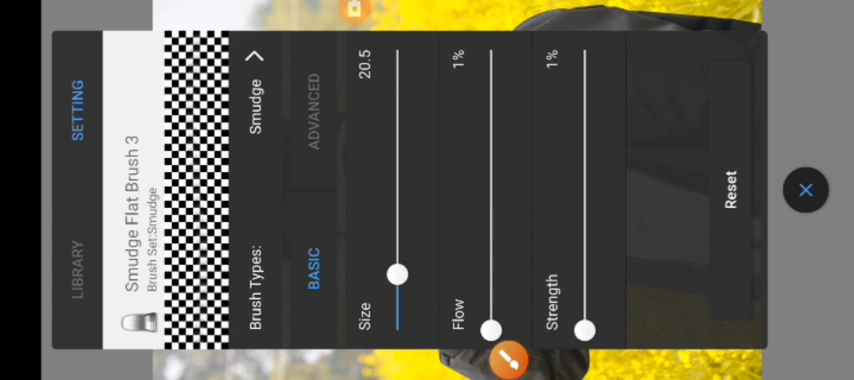 LIBRARY
SETTING
Smudge Flat Brush 3
Brush Set:Smudge
Brush Types:
Smudge
BASIC
ADVANCED
Size
20.5
Flow
1%
Strength
1%
Reset